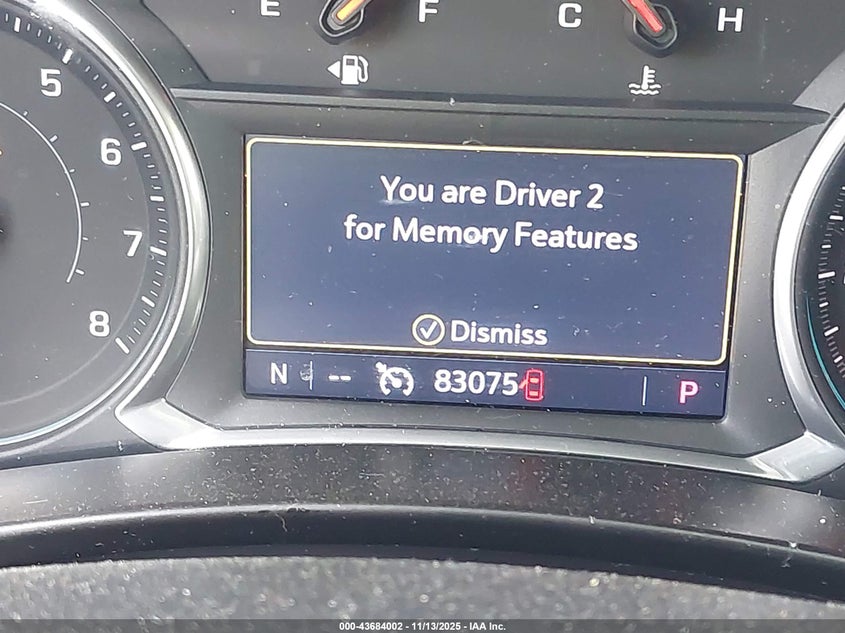 E F C H
5
6
7
8
You are Driver 2
for Memory Features
Dismiss
N -- 83075 P
000-43684002 - 11/13/2025 - IAA Inc.